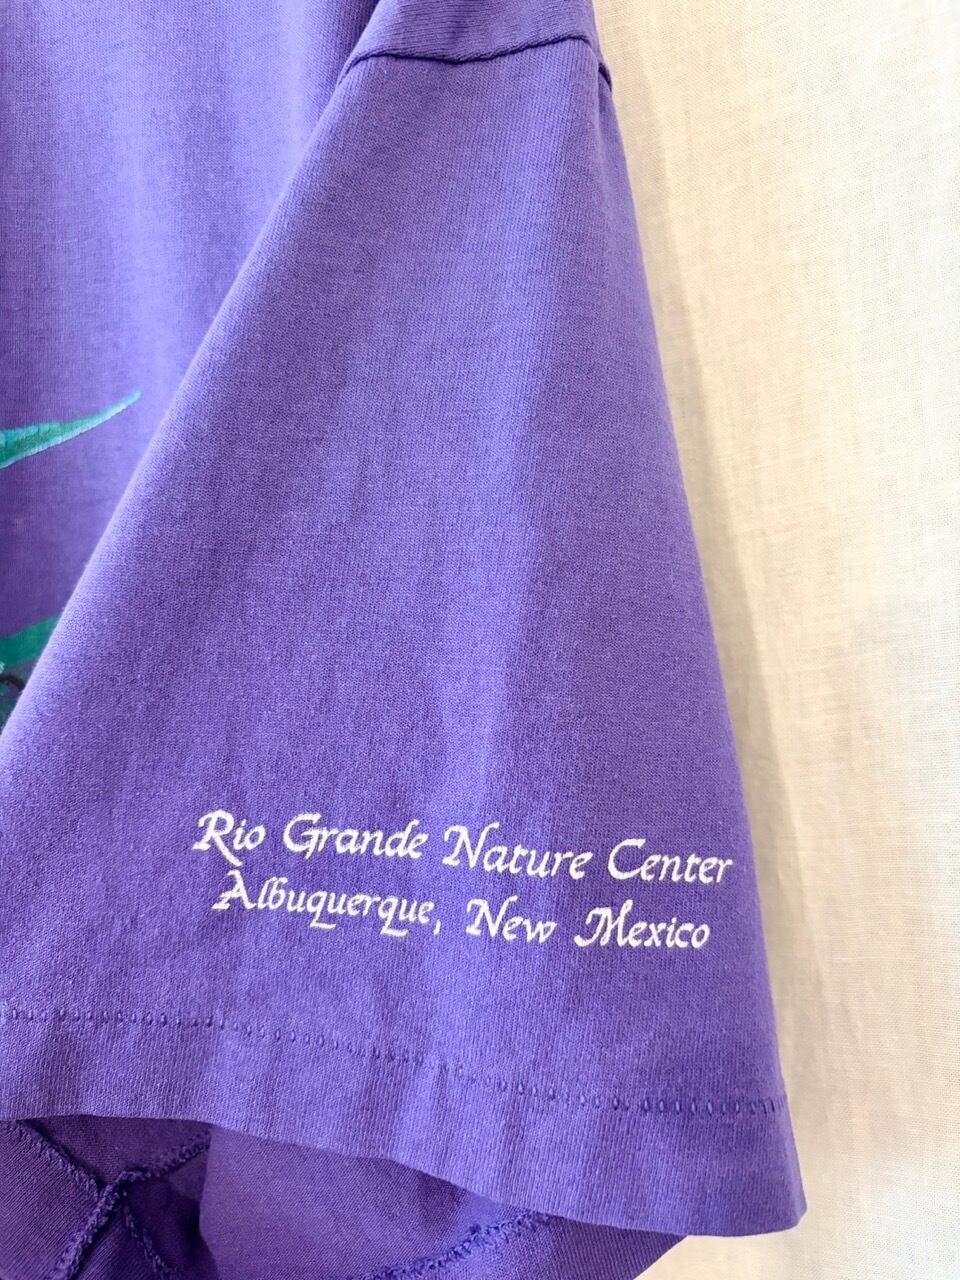 Rio Grande Nature Center
Albuquerque, New Mexico